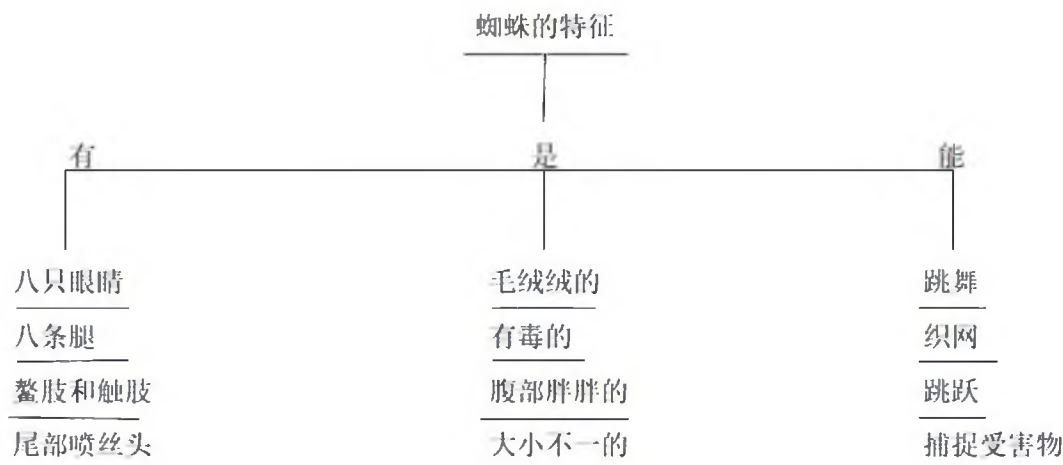 蜘蛛的特征
有 是 能
八只眼睛 毛绒绒的 跳舞
八条腿 有毒的 织网
螯肢和触肢 腹部胖胖的 跳跃
尾部喷丝头 大小不一的 捕捉受害物